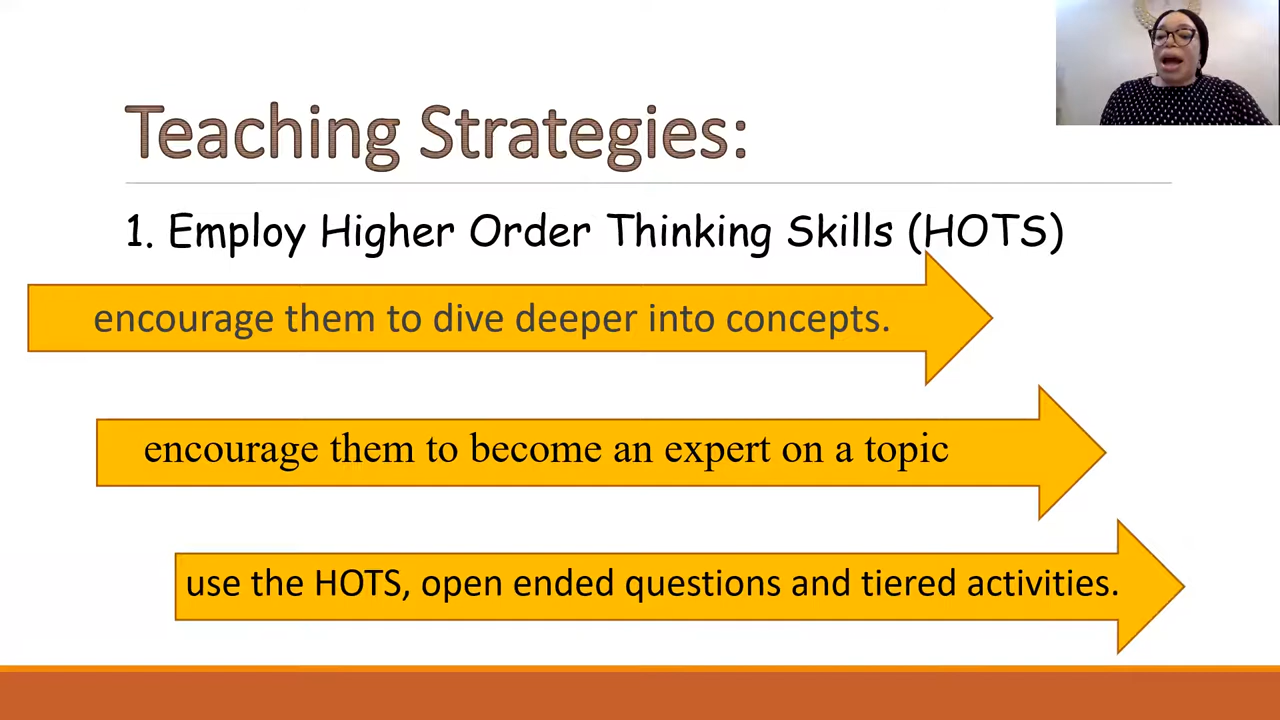 Teaching Strategies:
1. Employ Higher Order Thinking Skills (HOTS)
encourage them to dive deeper into concepts.
encourage them to become an expert on a topic
use the HOTS, open ended questions and tiered activities.